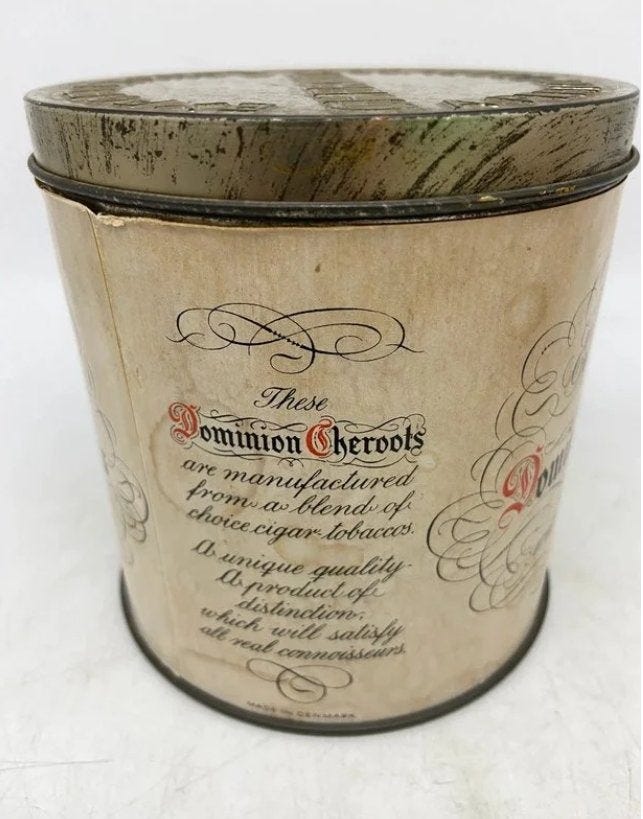 These
Dominion Cheroots
are manufactured
from a blend of
choice cigar tobaccos.
A unique quality.
A product of
distinction,
which will satisfy
all real connoisseurs.
MADE IN DENMARK